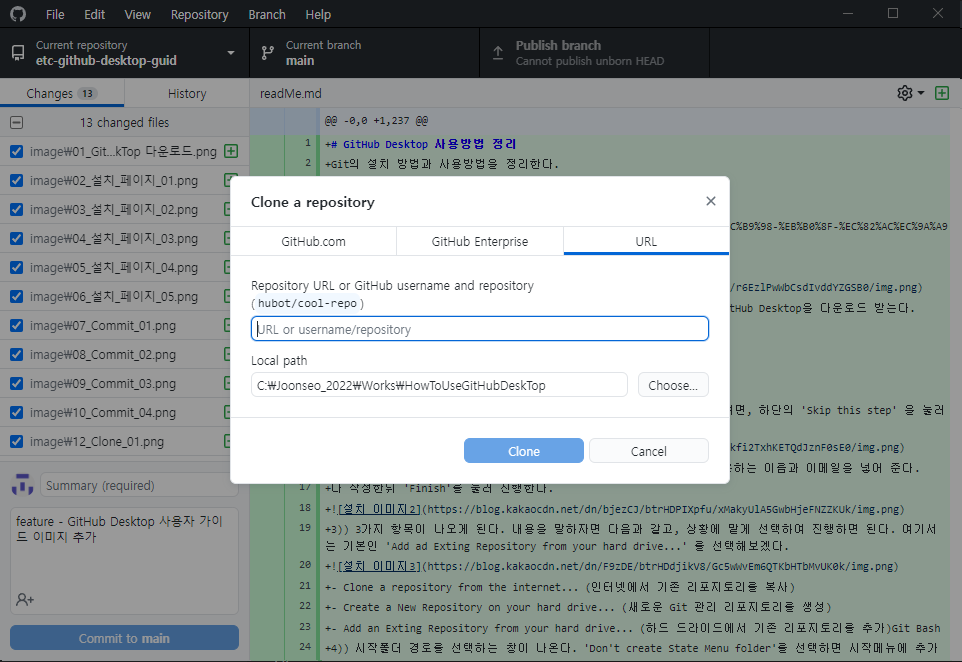 File Edit View Repository Branch Help
Current repository
etc-github-desktop-guid
Current branch
main
Publish branch
Cannot publish unborn HEAD
Changes 13
History
readMe.md
13 changed files
image₩01_Git...kTop 다운로드.png
image₩02_설치_페이지_01.png
image₩03_설치_페이지_02.png
image₩04_설치_페이지_03.png
image₩05_설치_페이지_04.png
image₩06_설치_페이지_05.png
image₩07_Commit_01.png
image₩08_Commit_02.png
image₩09_Commit_03.png
image₩10_Commit_04.png
image₩12_Clone_01.png
Summary (required)
feature - GitHub Desktop 사용자 가이
드 이미지 추가
Commit to main
@@ -0,0 +1,237 @@
1 +# GitHub Desktop 사용방법 정리
2 +Git의 설치 방법과 사용방법을 정리한다.
C%B9%98-%EB%B0%8F-%EC%82%AC%EC%9A%A9
/r6EzlPwWbCsdIvddYZGSB0/img.png)
tHub Desktop을 다운로드 받는다.
면, 하단의 'Skip this step' 을 눌러
kfi2TxhKETQdJznF0sE0/img.png)
하는 이름과 이메일을 넣어 준다.
Clone a repository
GitHub.com
GitHub Enterprise
URL
Repository URL or GitHub username and repository
(hubot/cool-repo)
URL or username/repository
Local path
C:₩Joonseo_2022₩Works₩HowToUseGitHubDeskTop
Choose...
Clone
Cancel
17 +나 작성한뒤 'Finish'를 눌러 진행한다.
18 +![설치 이미지2](https://blog.kakaocdn.net/dn/bjezCJ/btrHDPIXpfu/xMakyUlA5GwbHjeFNZZKUk/img.png)
19 +3)) 3가지 항목이 나오게 된다. 내용을 말하자면 다음과 같고, 상황에 맞게 선택하여 진행하면 된다. 여기서
는 기본인 'Add ad Exting Repository from your hard drive...' 을 선택해보겠다.
20 +![설치 이미지3](https://blog.kakaocdn.net/dn/F9zDE/btrHDdjikV8/Gc5wWvEm6QTKbHTbMvUK0k/img.png)
21 +- Clone a repository from the internet... (인터넷에서 기존 리포지토리를 복사)
22 +- Create a New Repository on your hard drive... (새로운 Git 관리 리포지토리를 생성)
23 +- Add an Exting Repository from your hard drive... (하드 드라이드에서 기존 리포지토리를 추가)Git Bash
24 +4)) 시작폴더 경로를 선택하는 창이 나온다. 'Don't create State Menu folder'를 선택하면 시작메뉴에 추가